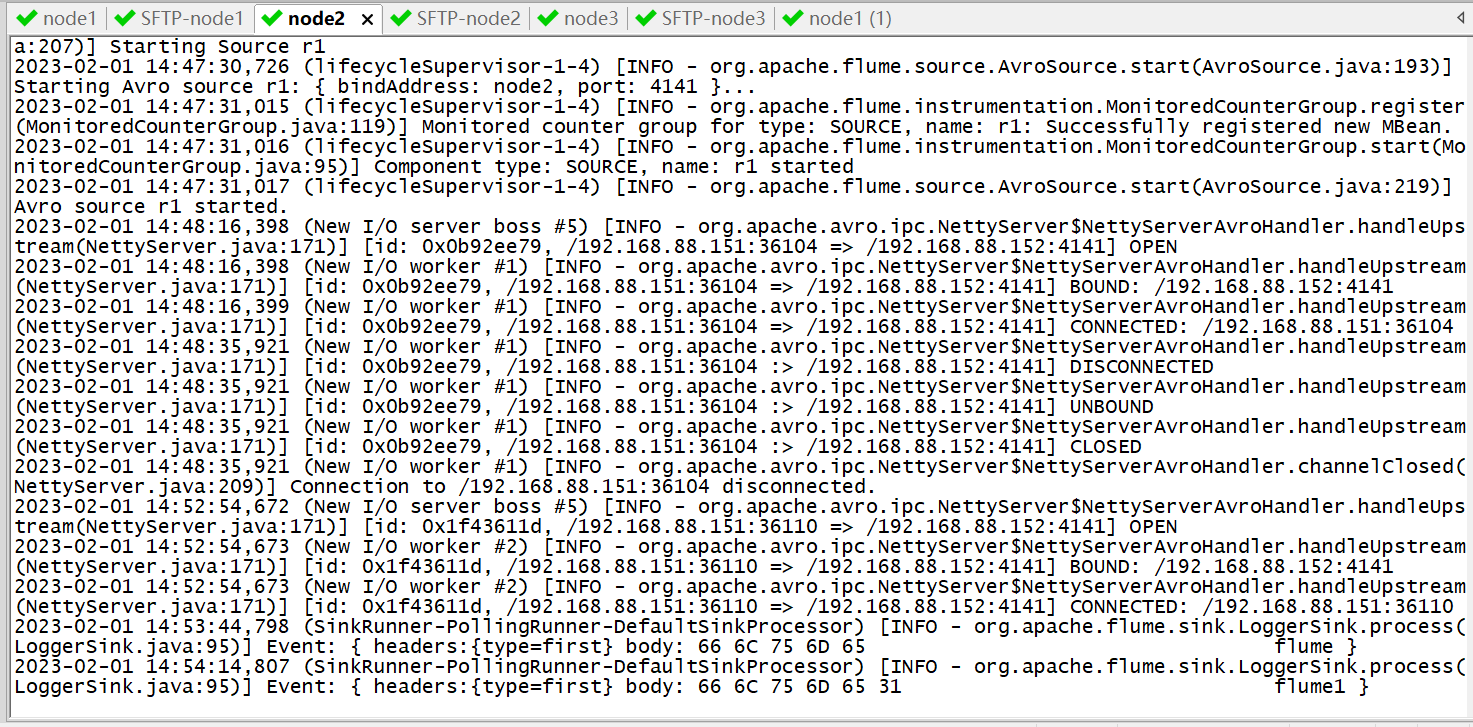 node1 SFTP-node1 node2 × SFTP-node2 node3 SFTP-node3 node1 (1)
a:207)] Starting Source r1
2023-02-01 14:47:30,726 (lifecycleSupervisor-1-4) [INFO - org.apache.flume.source.AvroSource.start(AvroSource.java:193)]
Starting Avro source r1: { bindAddress: node2, port: 4141 }...
2023-02-01 14:47:31,015 (lifecycleSupervisor-1-4) [INFO - org.apache.flume.instrumentation.MonitoredCounterGroup.register
(MonitoredCounterGroup.java:119)] Monitored counter group for type: SOURCE, name: r1: Successfully registered new MBean.
2023-02-01 14:47:31,016 (lifecycleSupervisor-1-4) [INFO - org.apache.flume.instrumentation.MonitoredCounterGroup.start(Mo
nitoredCounterGroup.java:95)] Component type: SOURCE, name: r1 started
2023-02-01 14:47:31,017 (lifecycleSupervisor-1-4) [INFO - org.apache.flume.source.AvroSource.start(AvroSource.java:219)]
Avro source r1 started.
2023-02-01 14:48:16,398 (New I/O server boss #5) [INFO - org.apache.avro.ipc.NettyServer$NettyServerAvroHandler.handleUps
tream(NettyServer.java:171)] [id: 0x0b92ee79, /192.168.88.151:36104 => /192.168.88.152:4141] OPEN
2023-02-01 14:48:16,398 (New I/O worker #1) [INFO - org.apache.avro.ipc.NettyServer$NettyServerAvroHandler.handleUpstream
(NettyServer.java:171)] [id: 0x0b92ee79, /192.168.88.151:36104 => /192.168.88.152:4141] BOUND: /192.168.88.152:4141
2023-02-01 14:48:16,399 (New I/O worker #1) [INFO - org.apache.avro.ipc.NettyServer$NettyServerAvroHandler.handleUpstream
(NettyServer.java:171)] [id: 0x0b92ee79, /192.168.88.151:36104 => /192.168.88.152:4141] CONNECTED: /192.168.88.151:36104
2023-02-01 14:48:35,921 (New I/O worker #1) [INFO - org.apache.avro.ipc.NettyServer$NettyServerAvroHandler.handleUpstream
(NettyServer.java:171)] [id: 0x0b92ee79, /192.168.88.151:36104 :> /192.168.88.152:4141] DISCONNECTED
2023-02-01 14:48:35,921 (New I/O worker #1) [INFO - org.apache.avro.ipc.NettyServer$NettyServerAvroHandler.handleUpstream
(NettyServer.java:171)] [id: 0x0b92ee79, /192.168.88.151:36104 :> /192.168.88.152:4141] UNBOUND
2023-02-01 14:48:35,921 (New I/O worker #1) [INFO - org.apache.avro.ipc.NettyServer$NettyServerAvroHandler.handleUpstream
(NettyServer.java:171)] [id: 0x0b92ee79, /192.168.88.151:36104 :> /192.168.88.152:4141] CLOSED
2023-02-01 14:48:35,921 (New I/O worker #1) [INFO - org.apache.avro.ipc.NettyServer$NettyServerAvroHandler.channelClosed(
NettyServer.java:209)] Connection to /192.168.88.151:36104 disconnected.
2023-02-01 14:52:54,672 (New I/O server boss #5) [INFO - org.apache.avro.ipc.NettyServer$NettyServerAvroHandler.handleUps
tream(NettyServer.java:171)] [id: 0x1f43611d, /192.168.88.151:36110 => /192.168.88.152:4141] OPEN
2023-02-01 14:52:54,673 (New I/O worker #2) [INFO - org.apache.avro.ipc.NettyServer$NettyServerAvroHandler.handleUpstream
(NettyServer.java:171)] [id: 0x1f43611d, /192.168.88.151:36110 => /192.168.88.152:4141] BOUND: /192.168.88.152:4141
2023-02-01 14:52:54,673 (New I/O worker #2) [INFO - org.apache.avro.ipc.NettyServer$NettyServerAvroHandler.handleUpstream
(NettyServer.java:171)] [id: 0x1f43611d, /192.168.88.151:36110 => /192.168.88.152:4141] CONNECTED: /192.168.88.151:36110
2023-02-01 14:53:44,798 (SinkRunner-PollingRunner-DefaultSinkProcessor) [INFO - org.apache.flume.sink.LoggerSink.process(
LoggerSink.java:95)] Event: { headers:{type=first} body: 66 6C 75 6D 65 flume }
2023-02-01 14:54:14,807 (SinkRunner-PollingRunner-DefaultSinkProcessor) [INFO - org.apache.flume.sink.LoggerSink.process(
LoggerSink.java:95)] Event: { headers:{type=first} body: 66 6C 75 6D 65 31 flume1 }